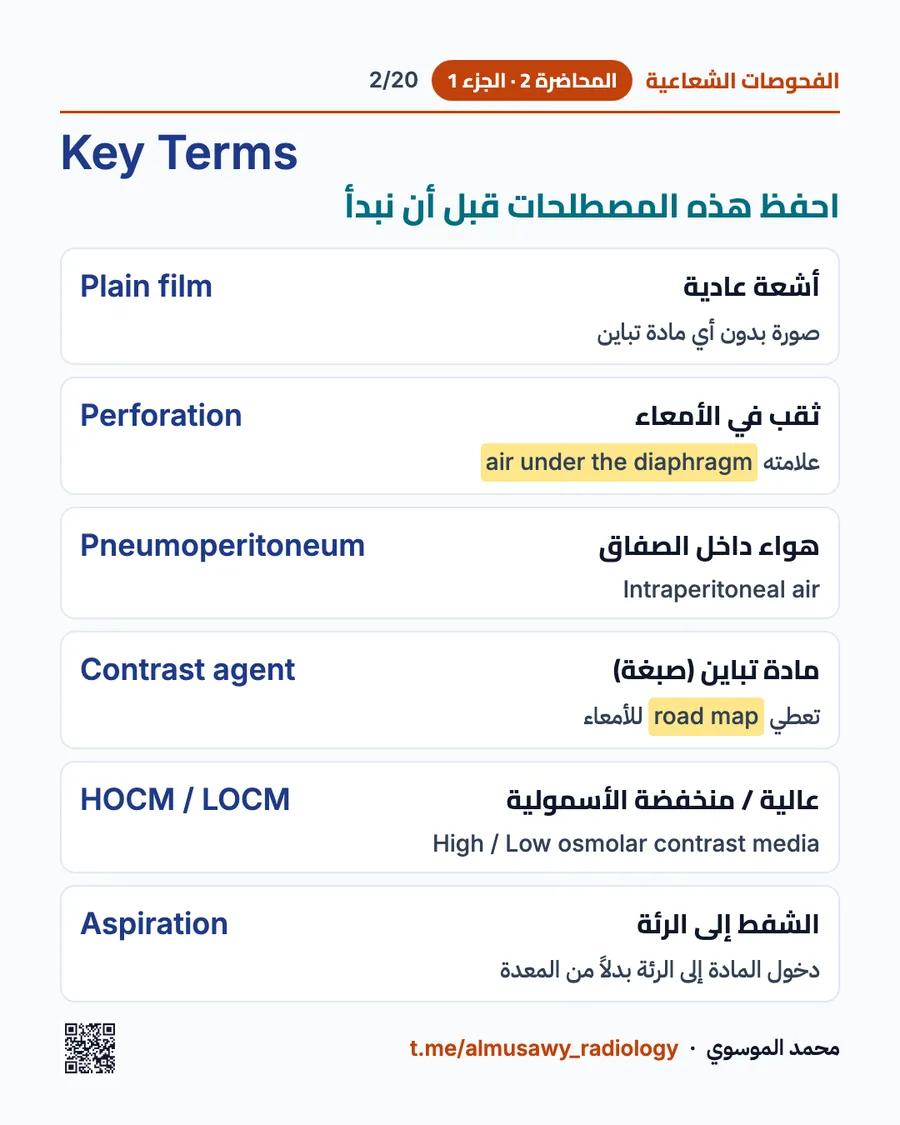 الفحوصات الشعاعية المحاضرة 2 · الجزء 1 2/20
Key Terms
احفظ هذه المصطلحات قبل أن نبدأ
Plain film أشعة عادية
صورة بدون أي مادة تباين
Perforation ثقب في الأمعاء
علامته air under the diaphragm
Pneumoperitoneum هواء داخل الصفاق
Intraperitoneal air
Contrast agent مادة تباين (صبغة)
تعطي road map للأمعاء
HOCM / LOCM عالية / منخفضة الأسمولية
High / Low osmolar contrast media
Aspiration الشفط إلى الرئة
دخول المادة إلى الرئة بدلاً من المعدة
محمد الموسوي · t.me/almusawy_radiology